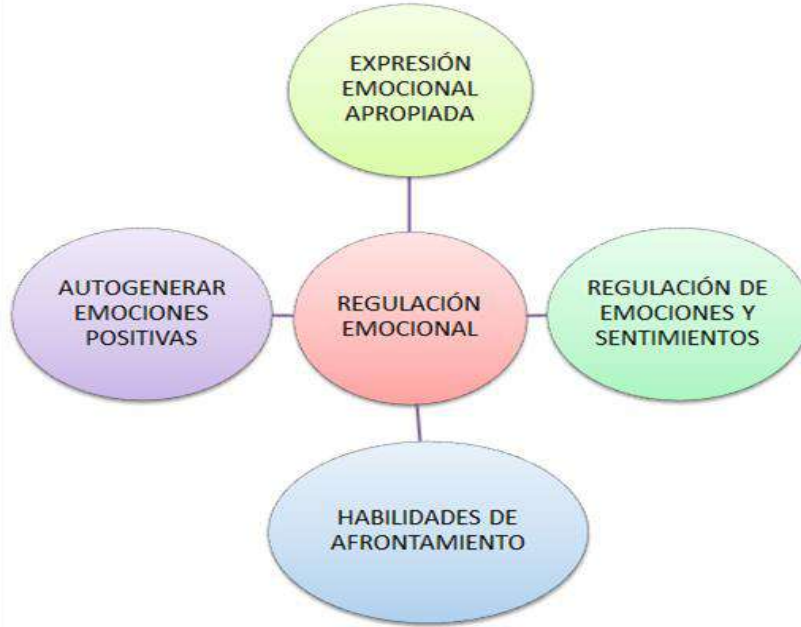 EXPRESIÓN
EMOCIONAL
APROPIADA
AUTOGENERAR
EMOCIONES
POSITIVAS
REGULACIÓN
EMOCIONAL
REGULACIÓN DE
EMOCIONES Y
SENTIMIENTOS
HABILIDADES DE
AFRONTAMIENTO